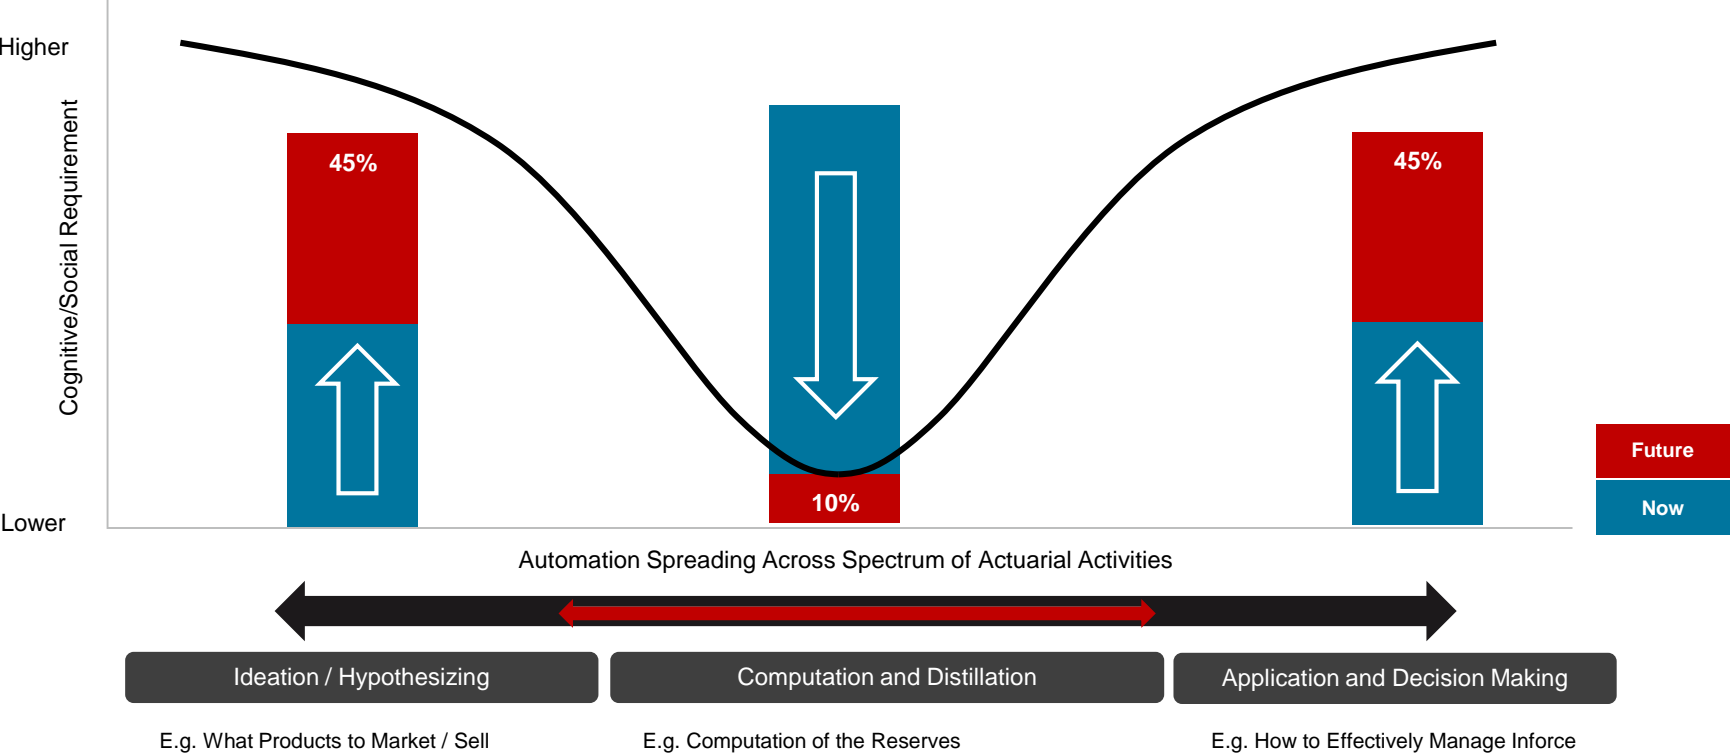 Higher
Cognitive/Social Requirement
45%
45%
10%
Future
Now
Lower
Automation Spreading Across Spectrum of Actuarial Activities
Ideation / Hypothesizing
Computation and Distillation
Application and Decision Making
E.g. What Products to Market / Sell
E.g. Computation of the Reserves
E.g. How to Effectively Manage Inforce